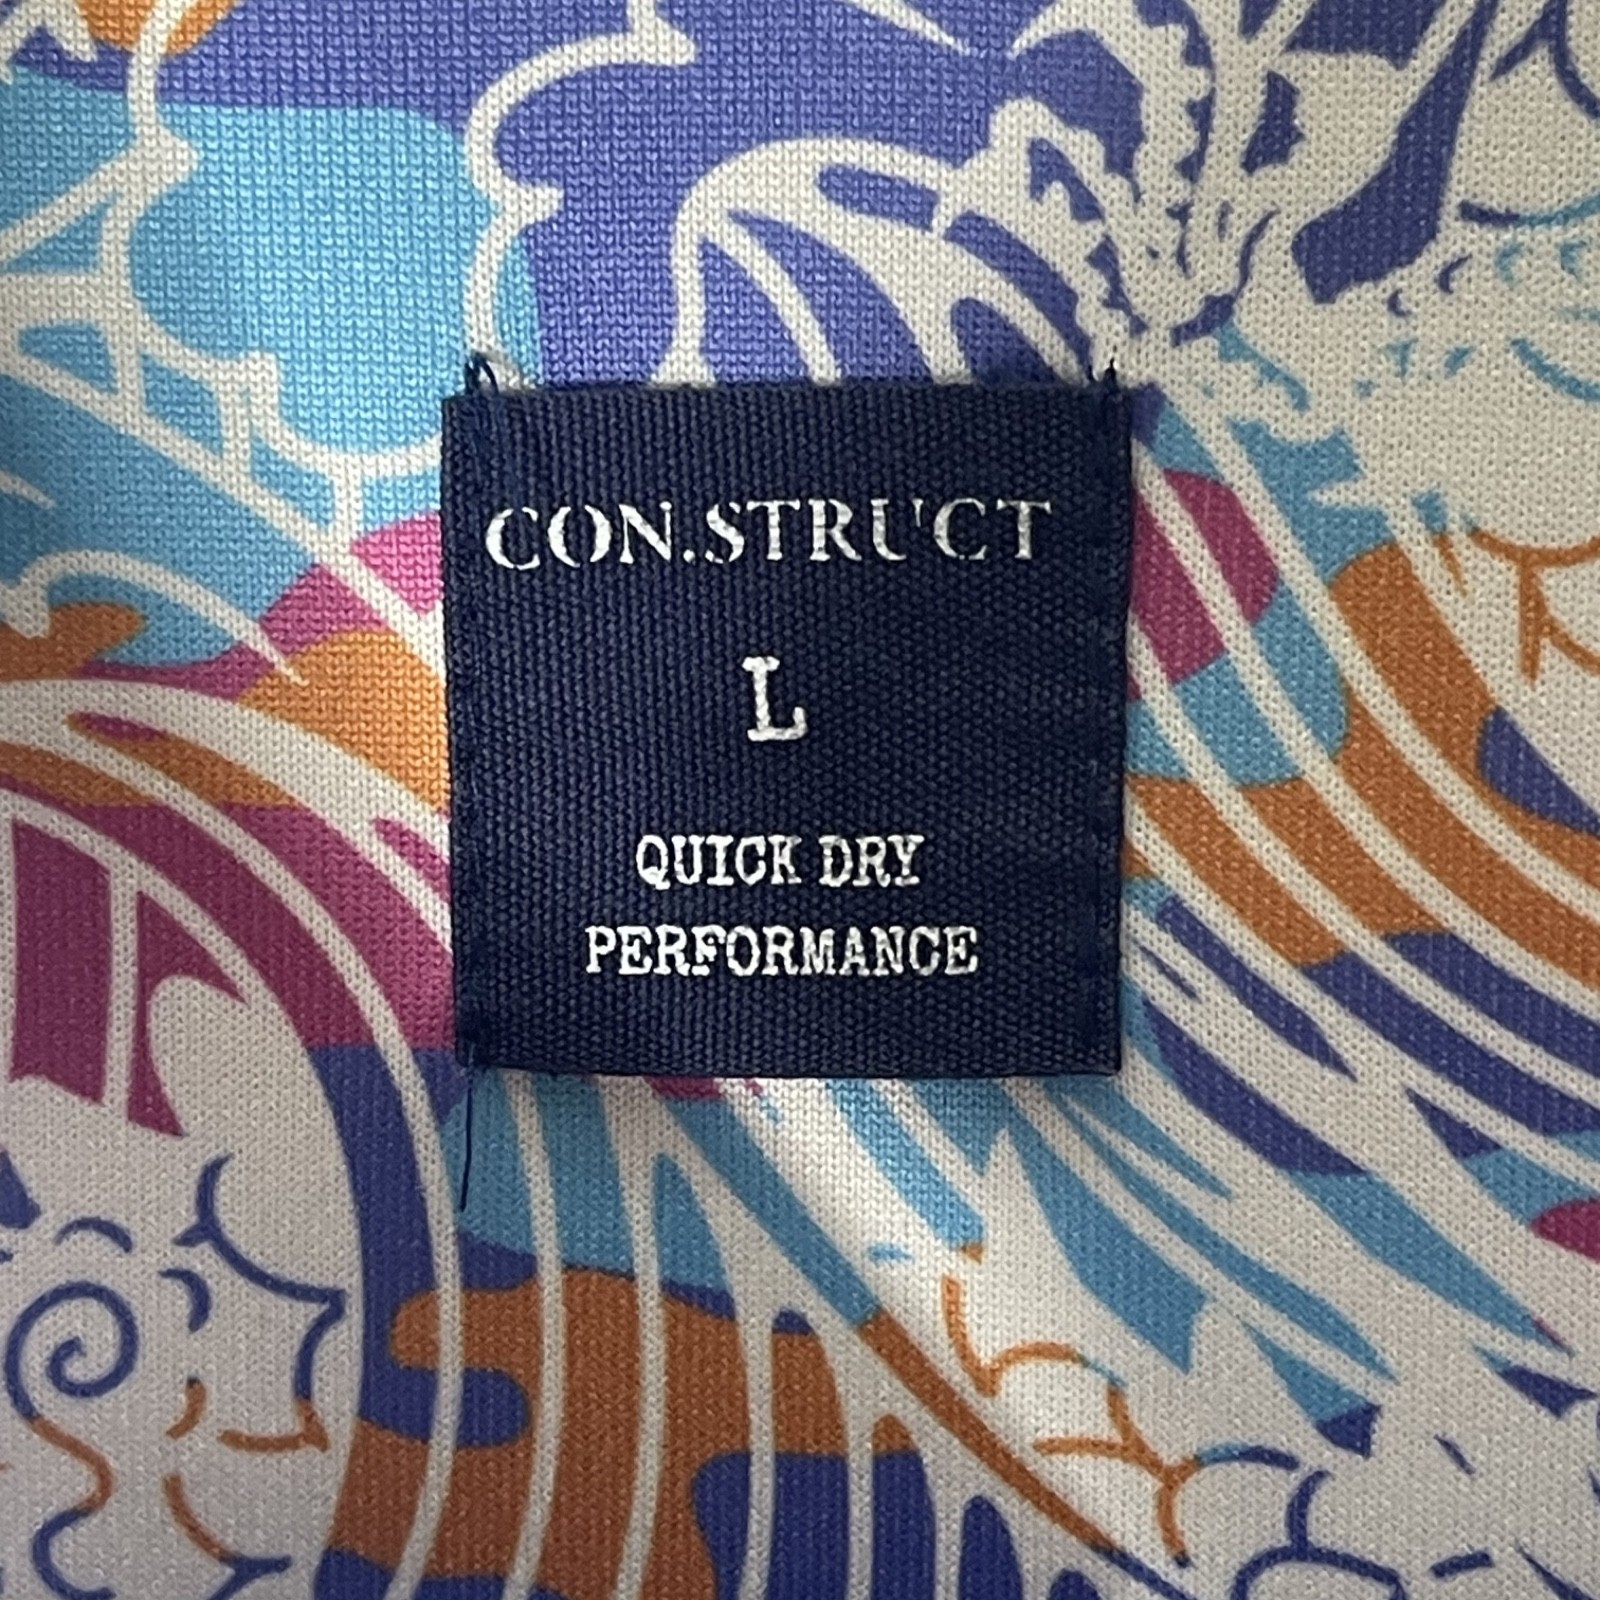 CON.STRUCT
L
QUICK DRY
PERFORMANCE